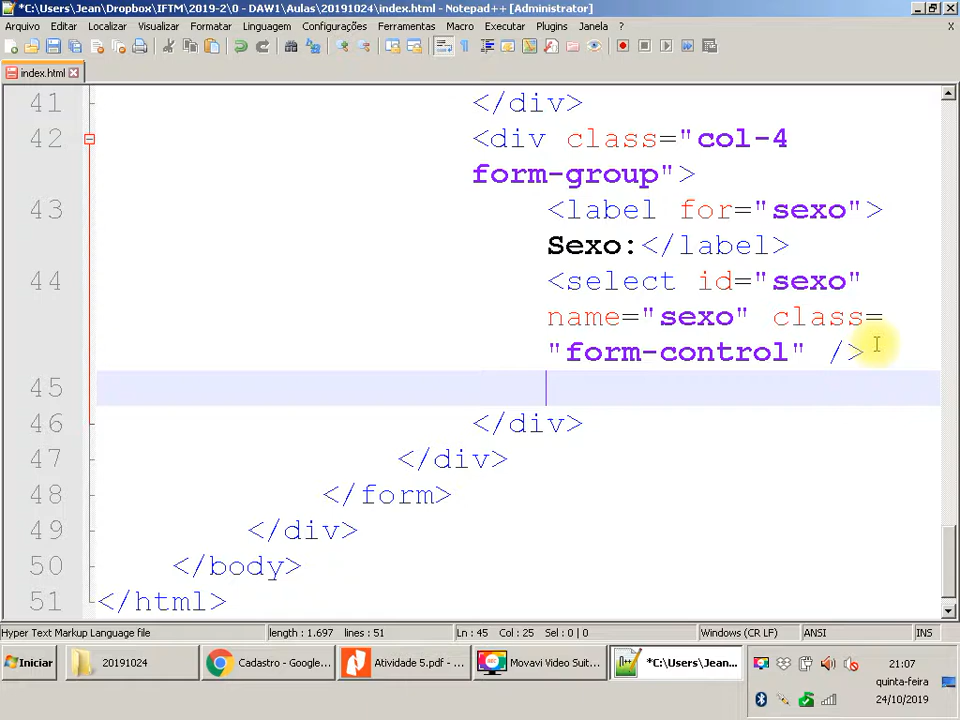 *C:\Users\Jean\Dropbox\IFTM\2019-2\0 - DAW1\Aulas\20191024\index.html - Notepad++ [Administrator]
Arquivo Editar Localizar Visualizar Formatar Linguagem Configurações Ferramentas Macro Executar Plugins Janela ? X
index.html
41 </div>
42 <div class="col-4
form-group">
43 <label for="sexo">
Sexo:</label>
44 <select id="sexo"
name="sexo" class=
"form-control" />
45
46 </div>
47 </div>
48 </form>
49 </div>
50 </body>
51 </html>
Hyper Text Markup Language file length : 1.697 lines : 51 Ln : 45 Col : 25 Sel : 0 | 0 Windows (CR LF) ANSI INS
Iniciar 20191024 Cadastro - Google... Atividade 5.pdf - ... Movavi Video Suit... *C:\Users\Jean... 21:07
quinta-feira
24/10/2019